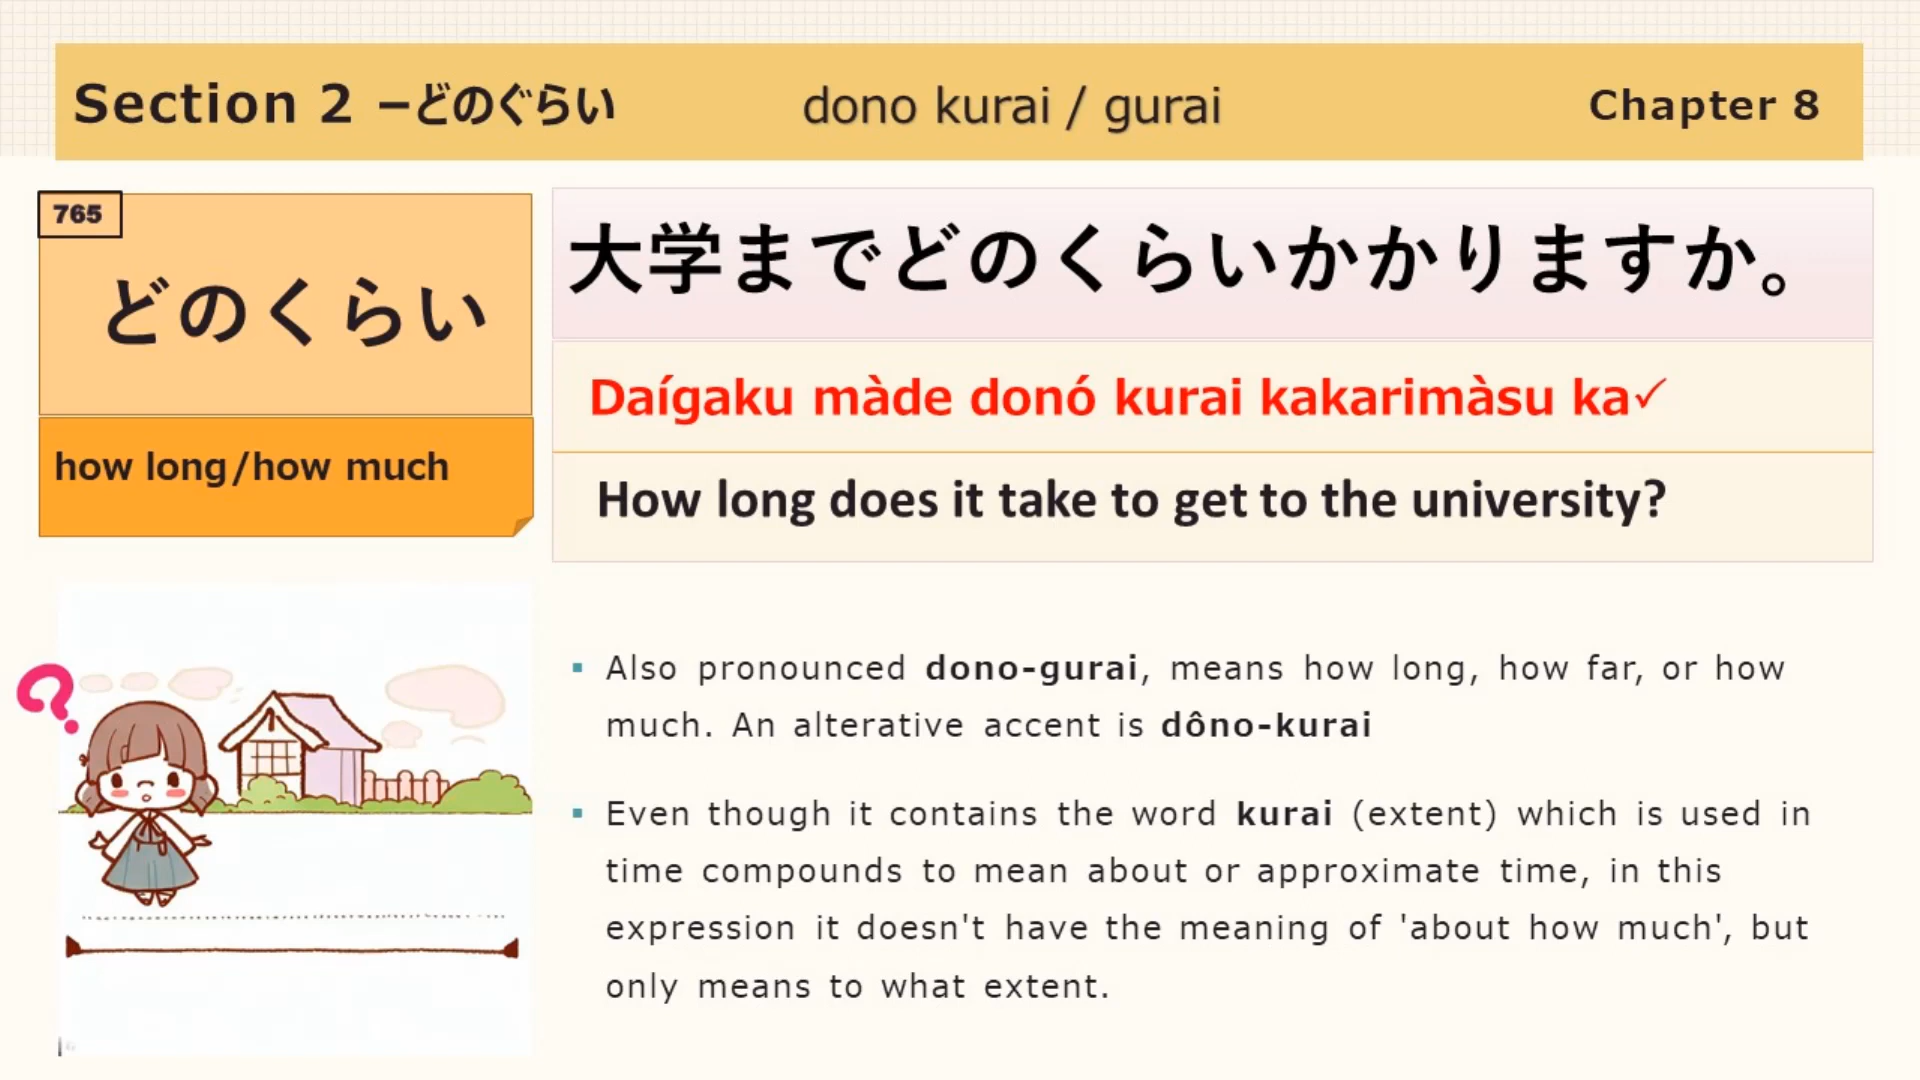 Section 2 –どのぐらい dono kurai / gurai Chapter 8
765
どのくらい
how long/how much
大学までどのくらいかかりますか。
Daígaku màde donó kurai kakarimàsu ka✓
How long does it take to get to the university?
▪ Also pronounced dono-gurai, means how long, how far, or how
much. An alterative accent is dôno-kurai
▪ Even though it contains the word kurai (extent) which is used in
time compounds to mean about or approximate time, in this
expression it doesn't have the meaning of 'about how much', but
only means to what extent.